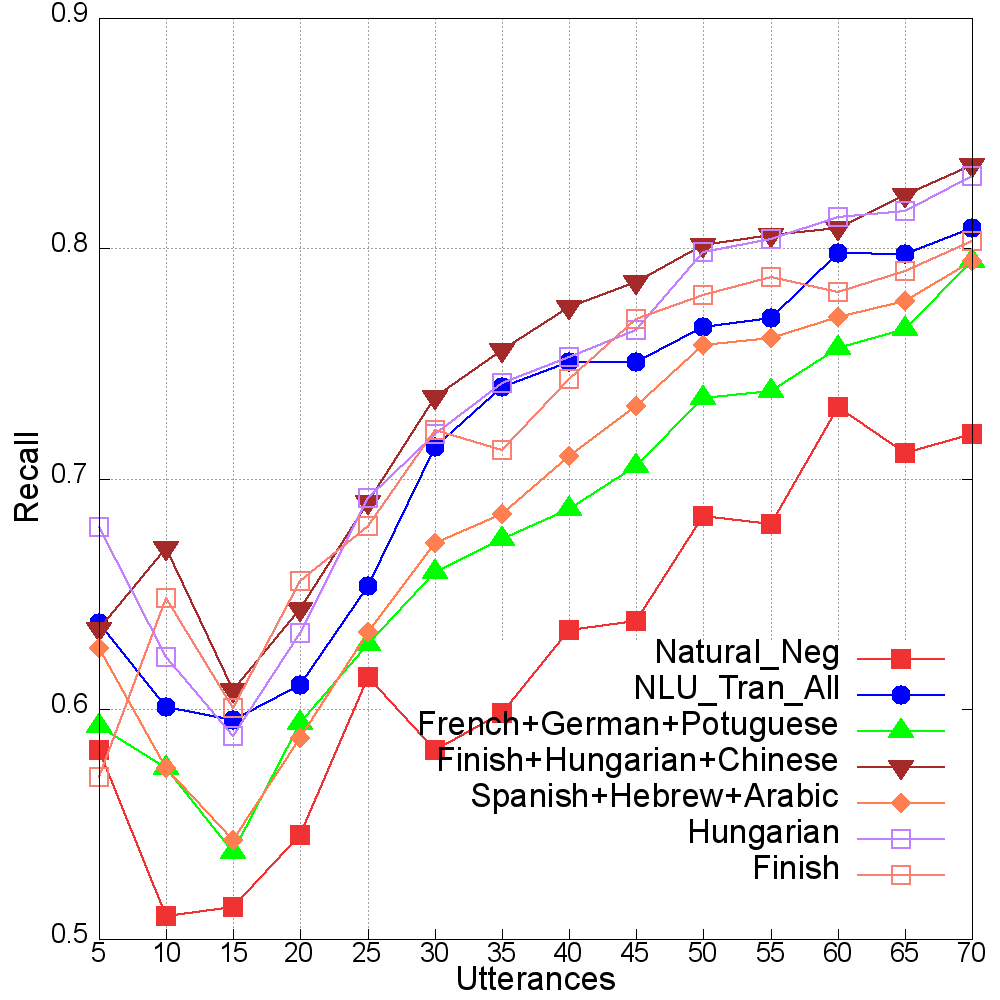 0.9
0.8
0.7
0.6
0.5
Recall
Natural_Neg
NLU_Tran_All
French+German+Potuguese
Finish+Hungarian+Chinese
Spanish+Hebrew+Arabic
Hungarian
Finish
5 10 15 20 25 30 35 40 45 50 55 60 65 70
Utterances